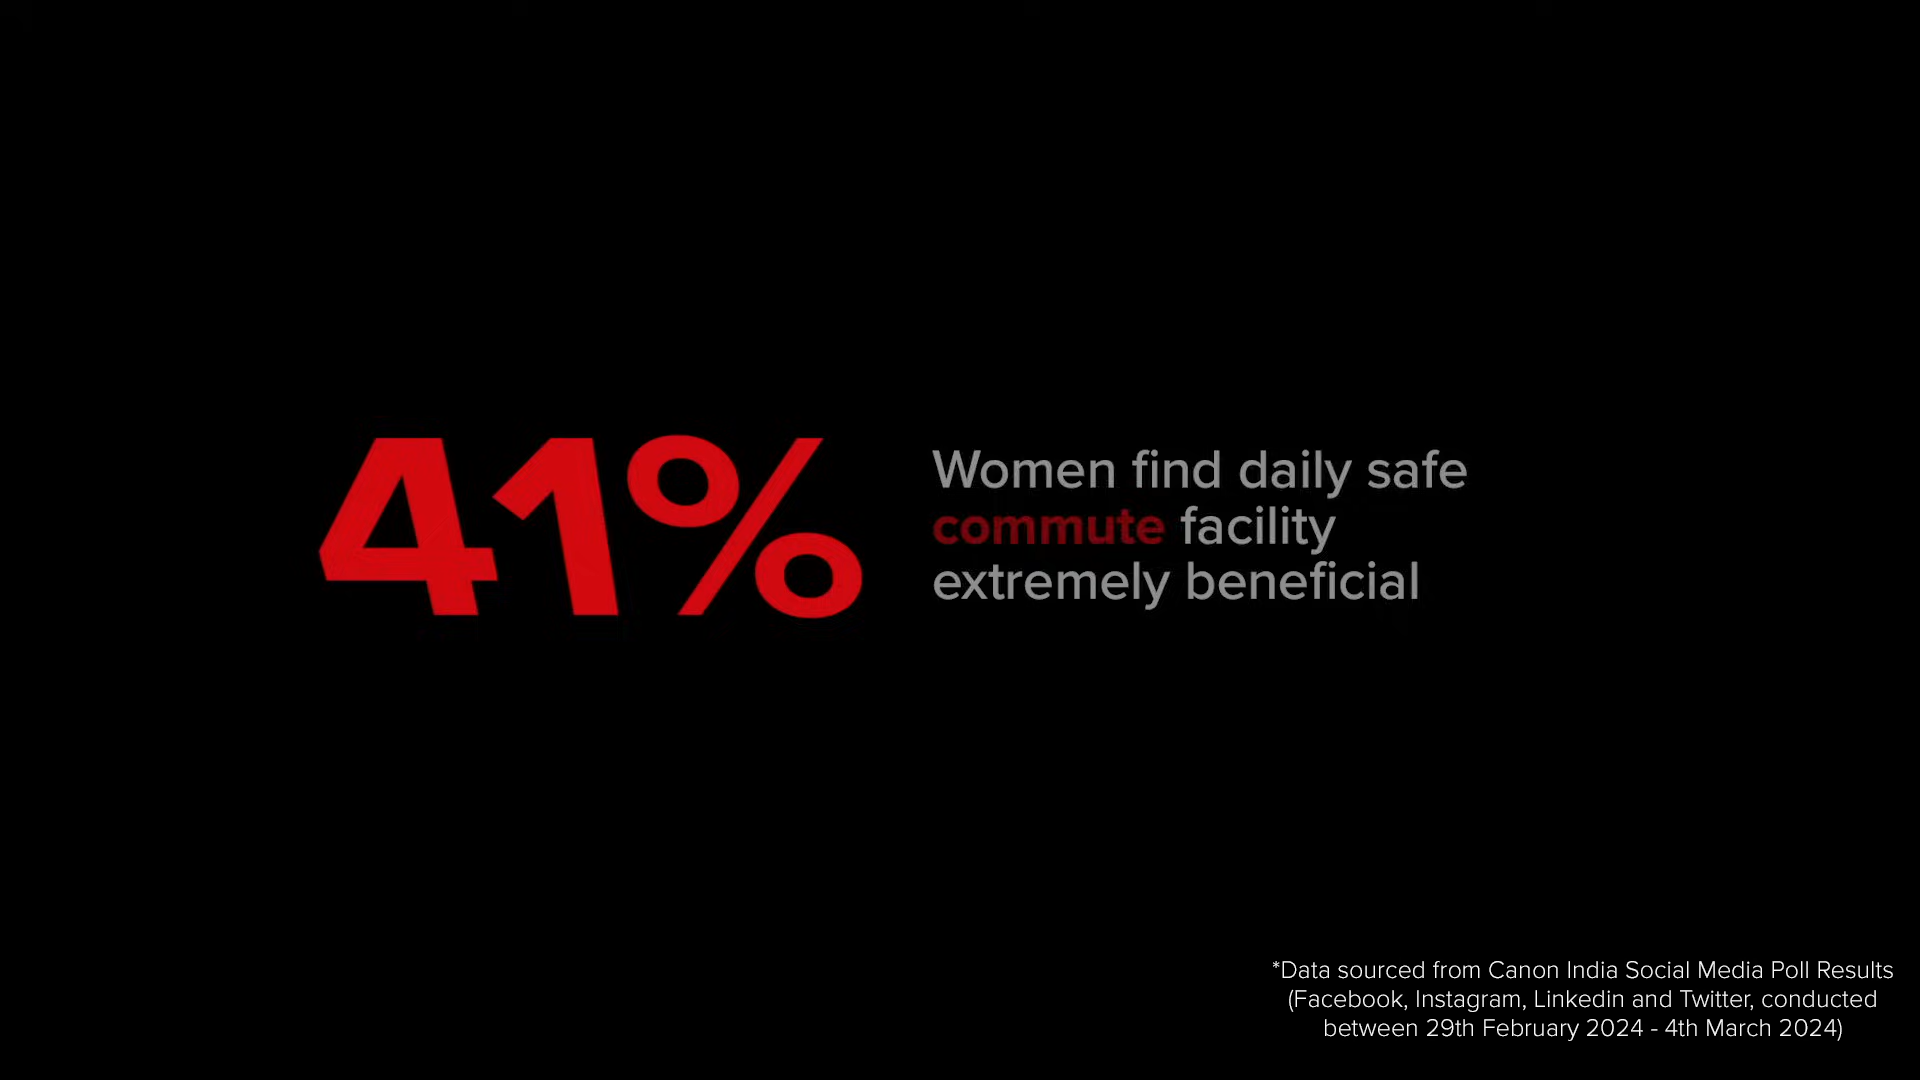 41%
Women find daily safe
commute facility
extremely beneficial
*Data sourced from Canon India Social Media Poll Results
(Facebook, Instagram, Linkedin and Twitter, conducted
between 29th February 2024 - 4th March 2024)